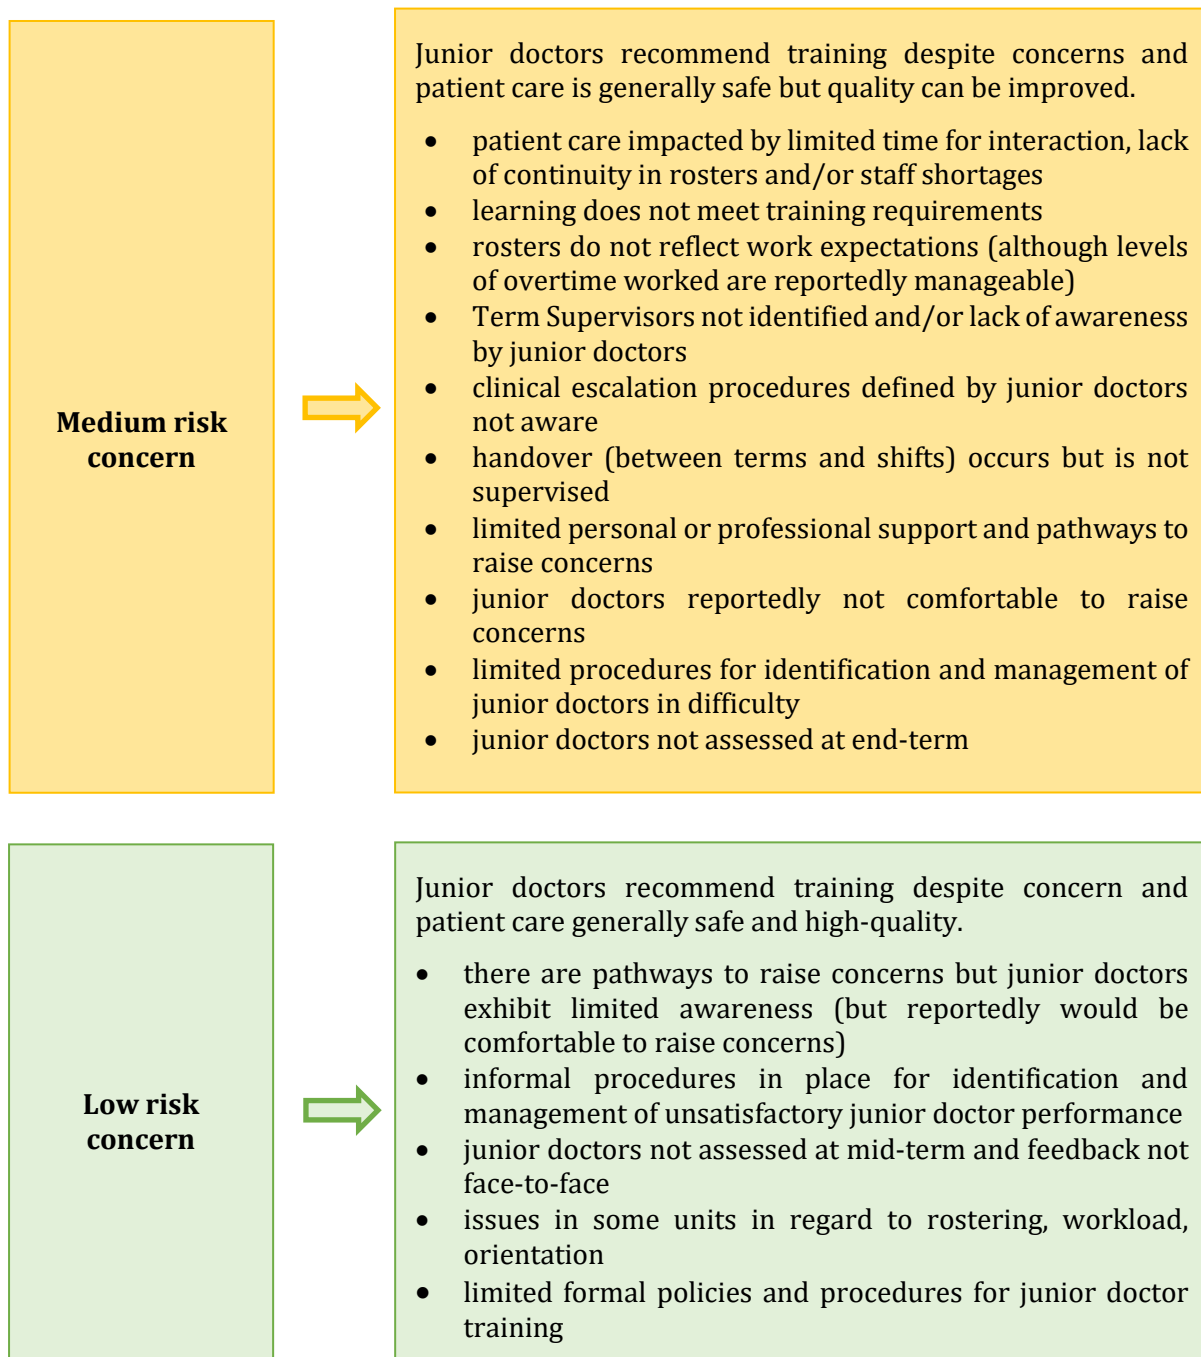 Medium risk
concern
Junior doctors recommend training despite concerns and
patient care is generally safe but quality can be improved.
• patient care impacted by limited time for interaction, lack
of continuity in rosters and/or staff shortages
• learning does not meet training requirements
• rosters do not reflect work expectations (although levels
of overtime worked are reportedly manageable)
• Term Supervisors not identified and/or lack of awareness
by junior doctors
• clinical escalation procedures defined by junior doctors
not aware
• handover (between terms and shifts) occurs but is not
supervised
• limited personal or professional support and pathways to
raise concerns
• junior doctors reportedly not comfortable to raise
concerns
• limited procedures for identification and management of
junior doctors in difficulty
• junior doctors not assessed at end-term
Low risk
concern
Junior doctors recommend training despite concern and
patient care generally safe and high-quality.
• there are pathways to raise concerns but junior doctors
exhibit limited awareness (but reportedly would be
comfortable to raise concerns)
• informal procedures in place for identification and
management of unsatisfactory junior doctor performance
• junior doctors not assessed at mid-term and feedback not
face-to-face
• issues in some units in regard to rostering, workload,
orientation
• limited formal policies and procedures for junior doctor
training